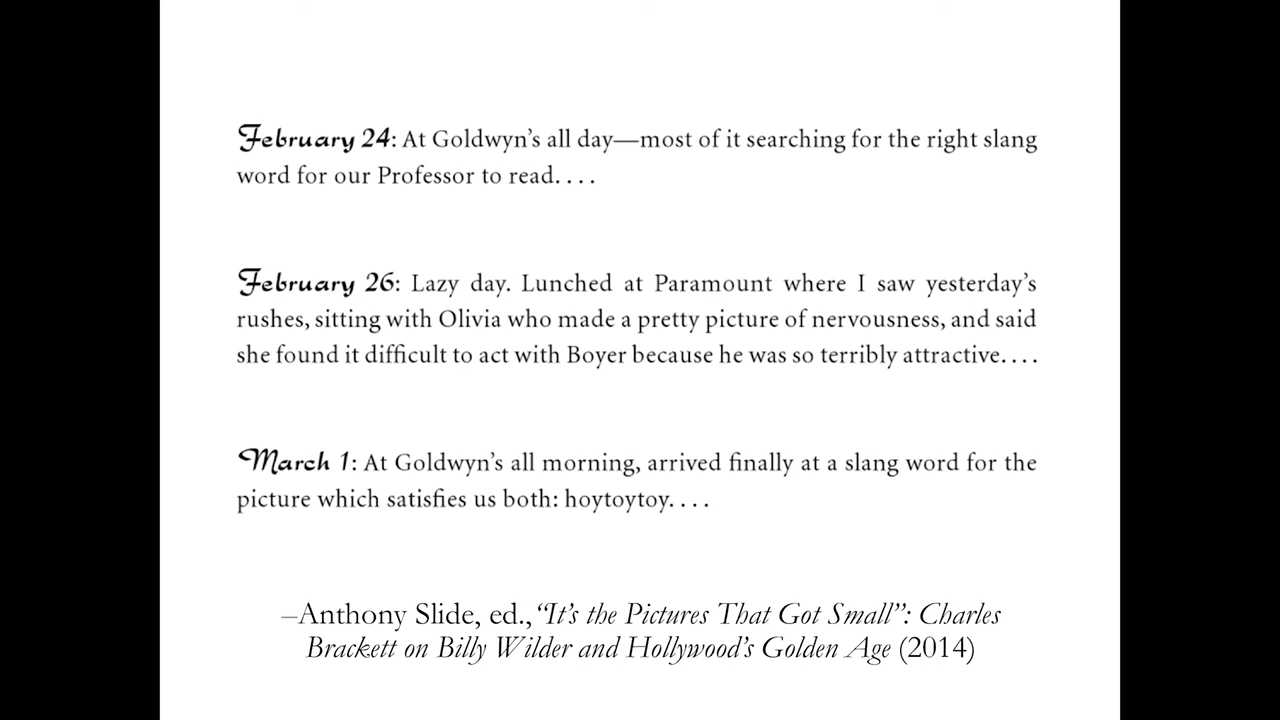 February 24: At Goldwyn’s all day—most of it searching for the right slang
word for our Professor to read. . . .
February 26: Lazy day. Lunched at Paramount where I saw yesterday’s
rushes, sitting with Olivia who made a pretty picture of nervousness, and said
she found it difficult to act with Boyer because he was so terribly attractive. . . .
March 1: At Goldwyn’s all morning, arrived finally at a slang word for the
picture which satisfies us both: hoytoytoy. . . .
–Anthony Slide, ed., “It’s the Pictures That Got Small”: Charles
Brackett on Billy Wilder and Hollywood’s Golden Age (2014)